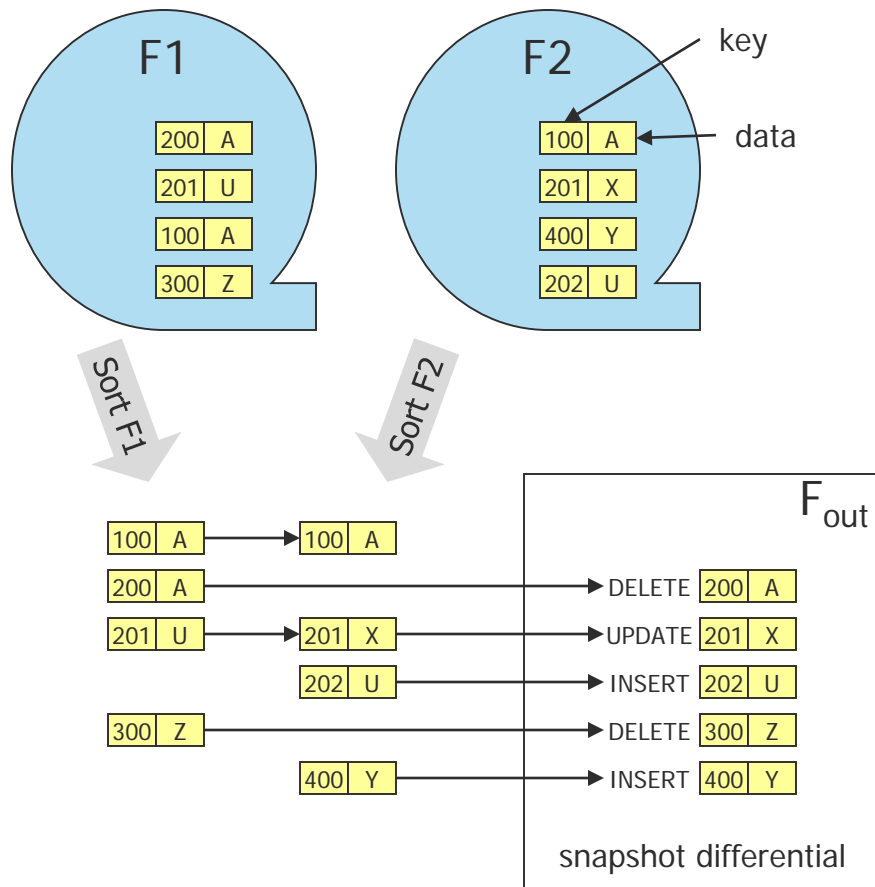 F1
F2
key
data
200 A
201 U
100 A
300 Z
100 A
201 X
400 Y
202 U
Sort F1
Sort F2
Fout
100 A
100 A
200 A
DELETE 200 A
201 U
201 X
UPDATE 201 X
202 U
INSERT 202 U
300 Z
DELETE 300 Z
400 Y
INSERT 400 Y
snapshot differential